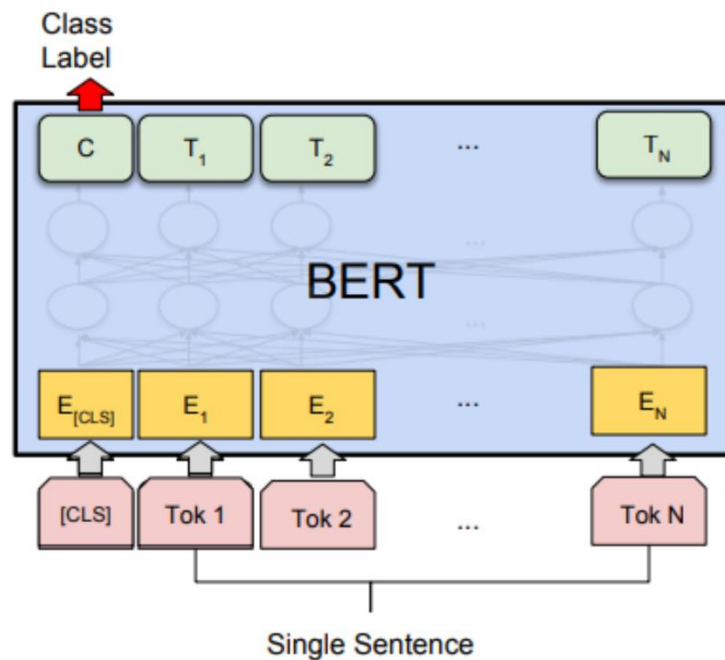 Class
Label
C T1 T2 ... TN
...
BERT
...
E[CLS] E1 E2 ... EN
[CLS] Tok 1 Tok 2 ... Tok N
Single Sentence